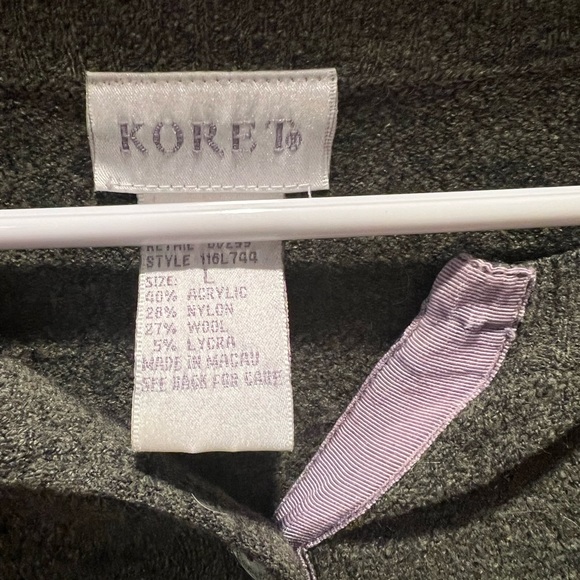 KORET®
STYLE 116L744
SIZE: L
40% ACRYLIC
28% NYLON
27% WOOL
5% LYCRA
MADE IN MACAU
SEE BACK FOR CARE